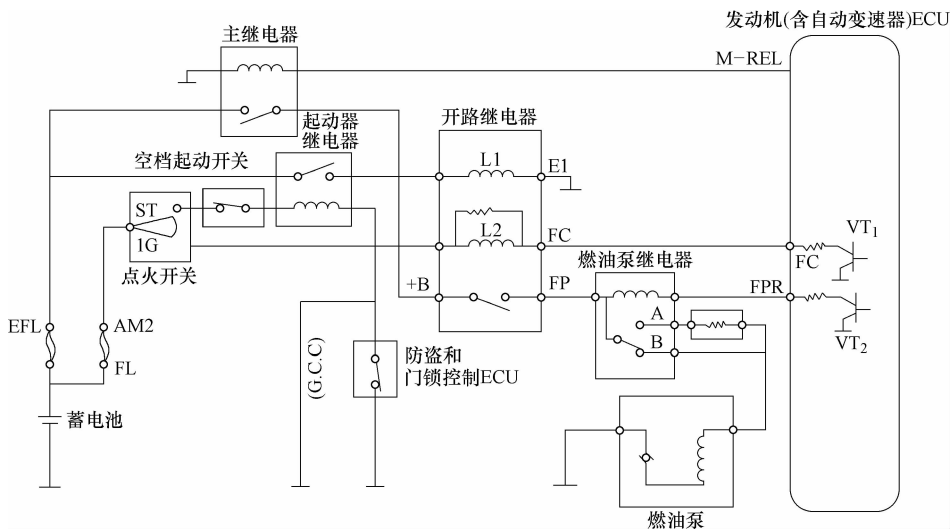 发动机(含自动变速器)ECU
主继电器
M-REL
起动器
继电器
开路继电器
空档起动开关
L1
E1
ST
1G
点火开关
L2
FC
VT1
FC
燃油泵继电器
+B
FP
FPR
A
B
VT2
EFL
AM2
FL
(G.C.C)
防盗和
门锁控制ECU
蓄电池
燃油泵